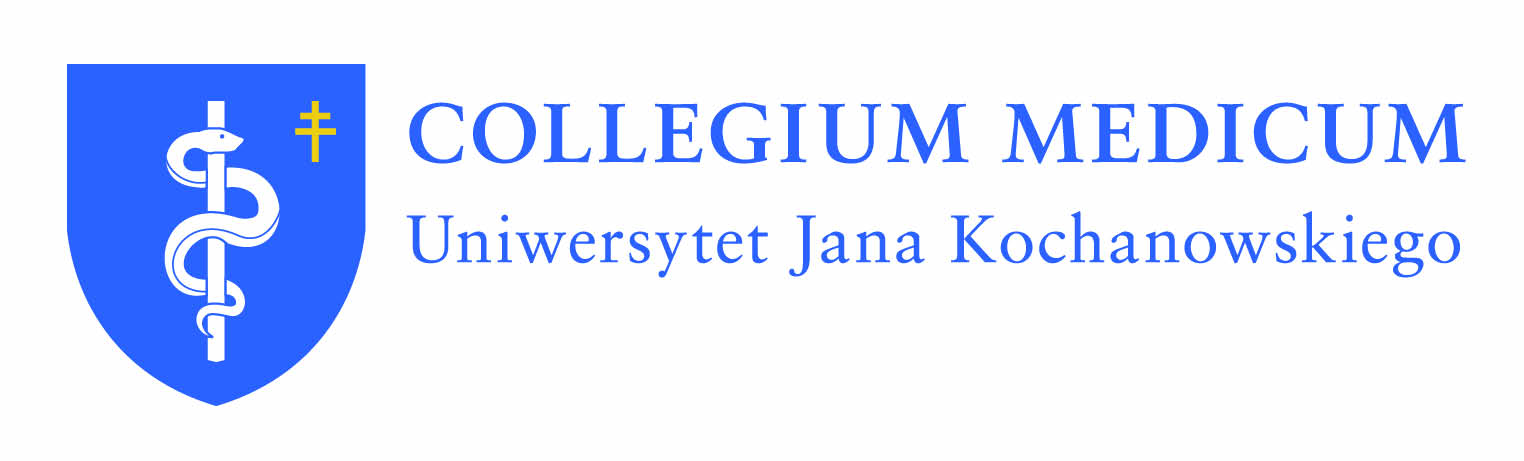 COLLEGIUM MEDICUM
Uniwersytet Jana Kochanowskiego